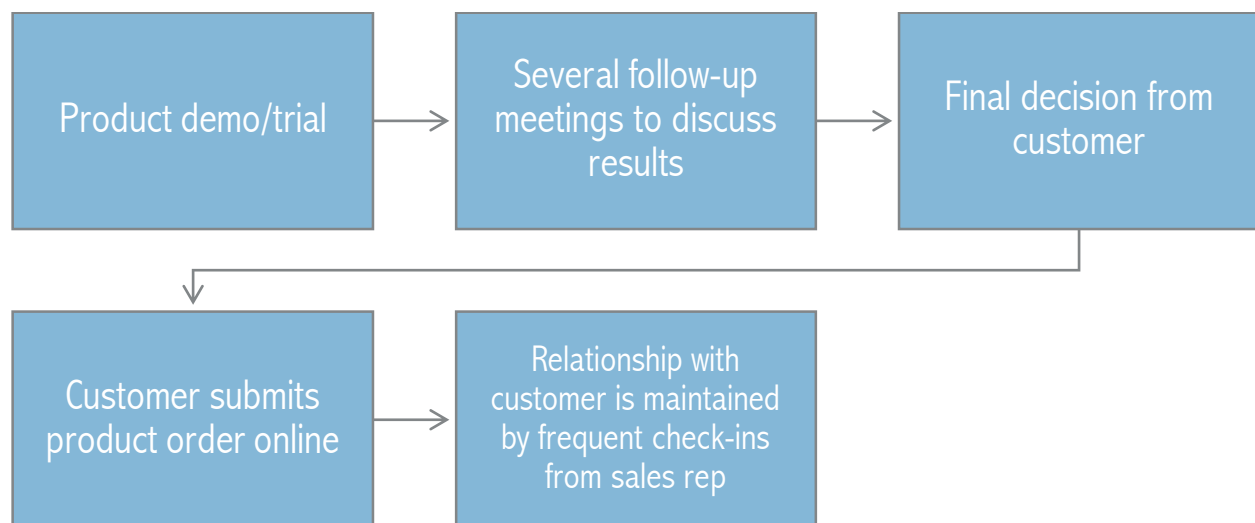 Product demo/trial
Several follow-up
meetings to discuss
results
Final decision from
customer
Customer submits
product order online
Relationship with
customer is maintained
by frequent check-ins
from sales rep